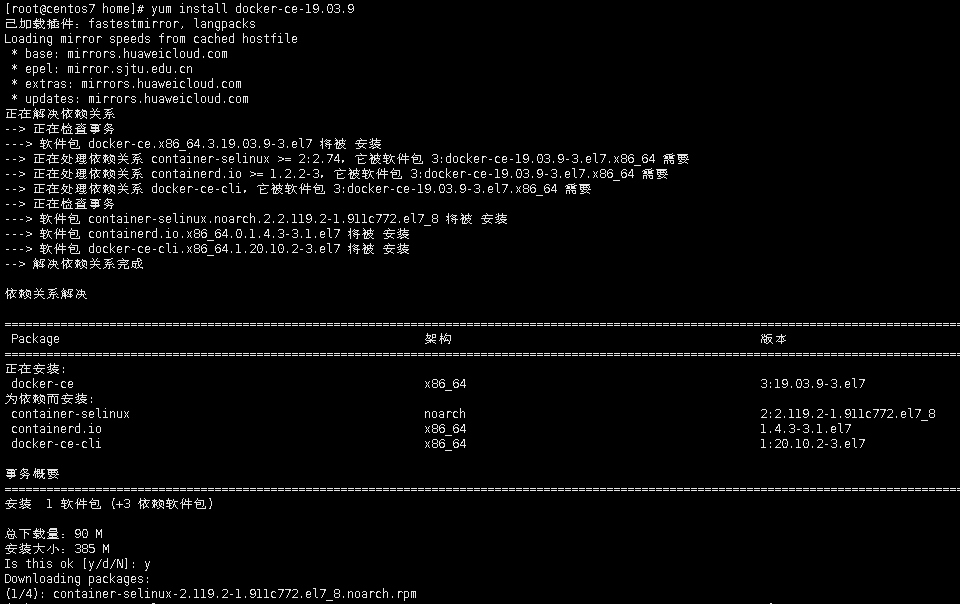 [root@centos7 home]# yum install docker-ce-19.03.9
已加载插件：fastestmirror, langpacks
Loading mirror speeds from cached hostfile
 * base: mirrors.huaweicloud.com
 * epel: mirror.sjtu.edu.cn
 * extras: mirrors.huaweicloud.com
 * updates: mirrors.huaweicloud.com
正在解决依赖关系
--> 正在检查事务
---> 软件包 docker-ce.x86_64.3.19.03.9-3.el7 将被 安装
--> 正在处理依赖关系 container-selinux >= 2:2.74，它被软件包 3:docker-ce-19.03.9-3.el7.x86_64 需要
--> 正在处理依赖关系 containerd.io >= 1.2.2-3，它被软件包 3:docker-ce-19.03.9-3.el7.x86_64 需要
--> 正在处理依赖关系 docker-ce-cli，它被软件包 3:docker-ce-19.03.9-3.el7.x86_64 需要
--> 正在检查事务
---> 软件包 container-selinux.noarch.2.2.119.2-1.911c772.el7_8 将被 安装
---> 软件包 containerd.io.x86_64.0.1.4.3-3.1.el7 将被 安装
---> 软件包 docker-ce-cli.x86_64.1.20.10.2-3.el7 将被 安装
--> 解决依赖关系完成
依赖关系解决
Package 架构 版本
正在安装:
docker-ce x86_64 3:19.03.9-3.el7
为依赖而安装:
container-selinux noarch 2:2.119.2-1.911c772.el7_8
containerd.io x86_64 1.4.3-3.1.el7
docker-ce-cli x86_64 1:20.10.2-3.el7
事务概要
安装  1 软件包 (+3 依赖软件包)
总下载量：90 M
安装大小：385 M
Is this ok [y/d/N]: y
Downloading packages:
(1/4): container-selinux-2.119.2-1.911c772.el7_8.noarch.rpm